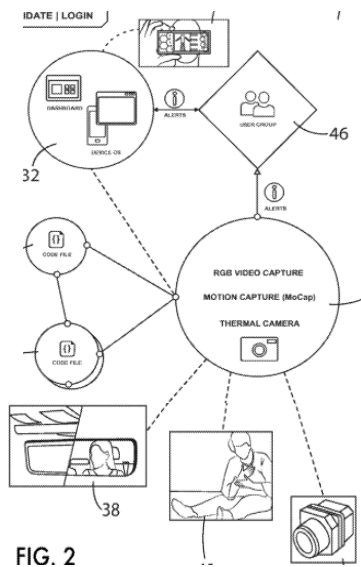 IDATE | LOGIN
DASHBOARD
DEVICE-OS
ALERTS
USER GROUP
46
32
ALERTS
{}
CODE FILE
RGB VIDEO CAPTURE
MOTION CAPTURE (MoCap)
THERMAL CAMERA
{}
CODE FILE
38
FIG. 2